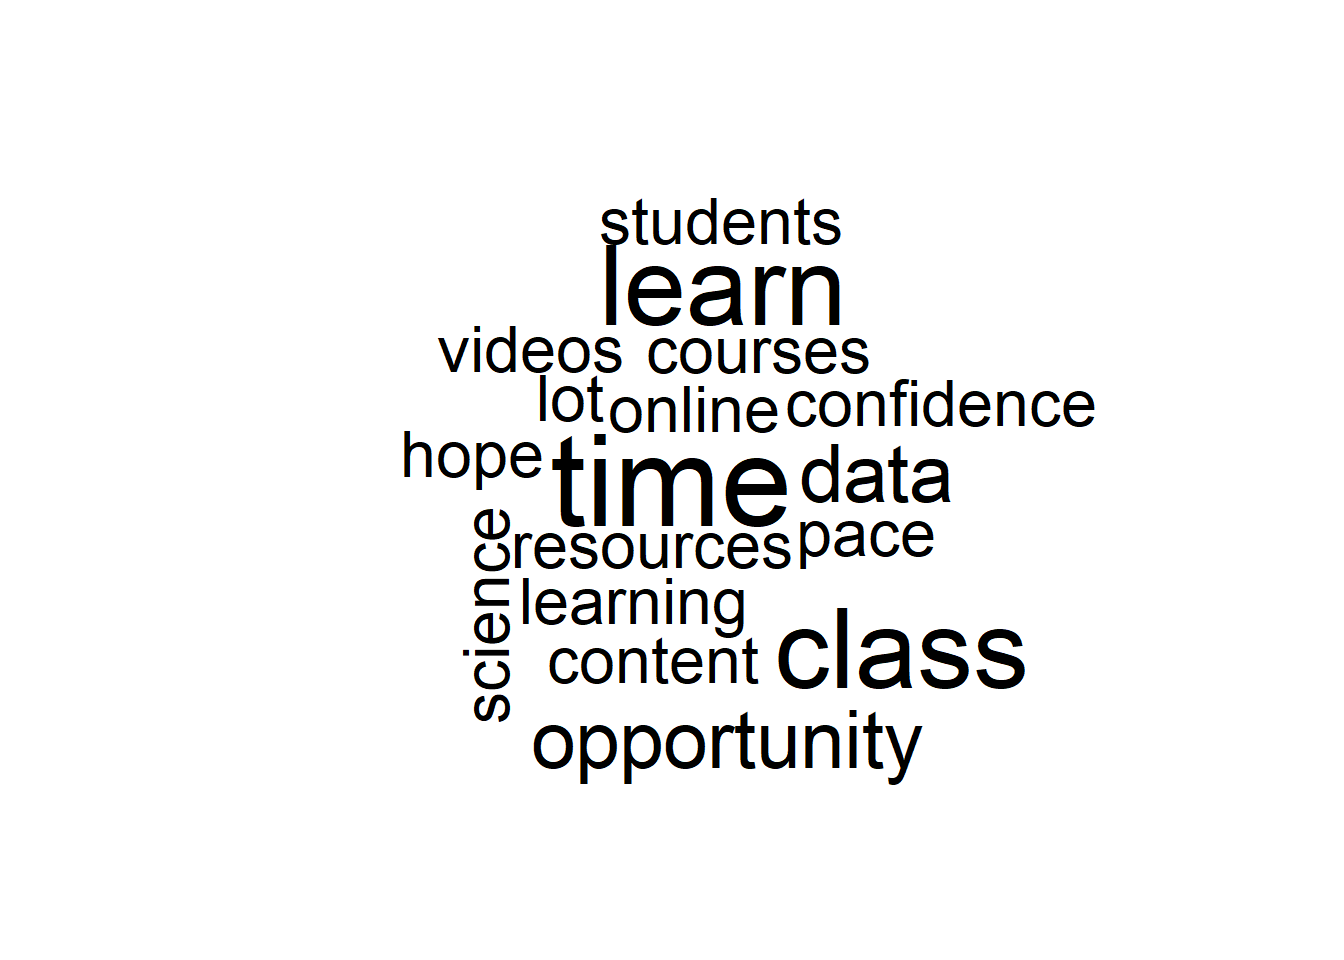 students
learn
videos courses
lot online confidence
hope time data
science resources pace
learning
content class
opportunity